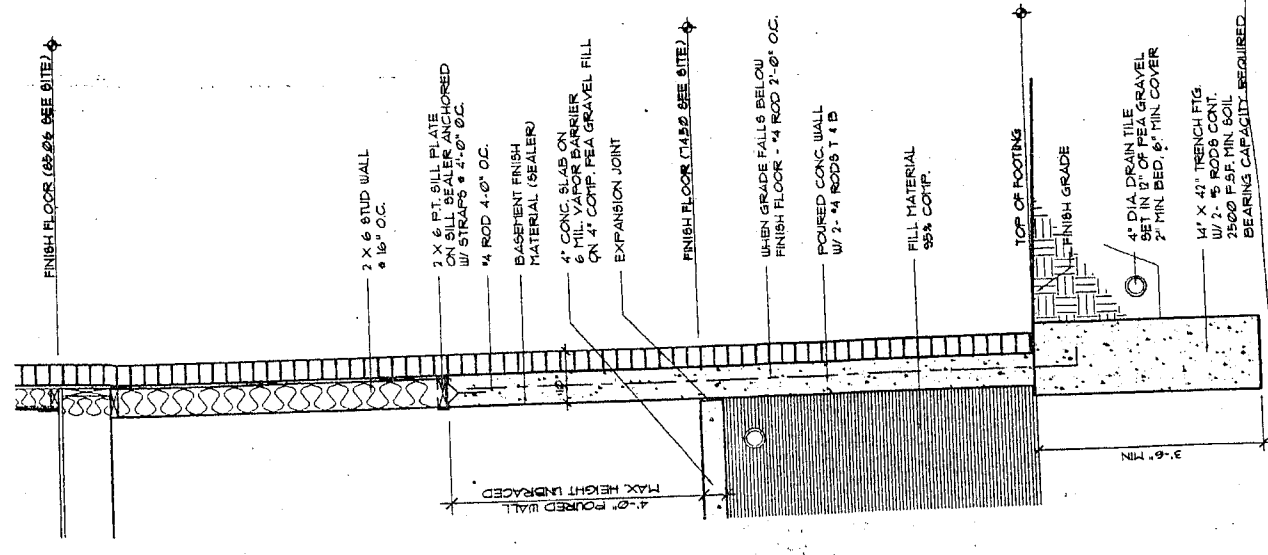 FINISH FLOOR (85.06 SEE SITE)
2 X 6 STUD WALL
@ 16" O.C.
2 X 6 P.T. SILL PLATE
ON SILL SEALER ANCHORED
W/ STRAPS @ 4'-0" O.C.
#4 ROD 4'-0" O.C.
BASEMENT FINISH
MATERIAL (SEALER)
4" CONC. SLAB ON
6 MIL. VAPOR BARRIER
ON 4" COMP. PEA GRAVEL FILL
EXPANSION JOINT
FINISH FLOOR (74.50 SEE SITE)
WHEN GRADE FALLS BELOW
FINISH FLOOR - #4 ROD 2'-0" O.C.
POURED CONC. WALL
W/ 2- #4 RODS T & B
FILL MATERIAL
95% COMP.
TOP OF FOOTING
FINISH GRADE
4" DIA. DRAIN TILE
SET IN 12" OF PEA GRAVEL
2" MIN. BED, 6" MIN. COVER
14" X 42" TRENCH FTG.
W/ 2- #5 RODS CONT.
2500 P.S.F. MIN. SOIL
BEARING CAPACITY REQUIRED
4'-0" POURED WALL
MAX HEIGHT UNBRACED
3'-6" MIN